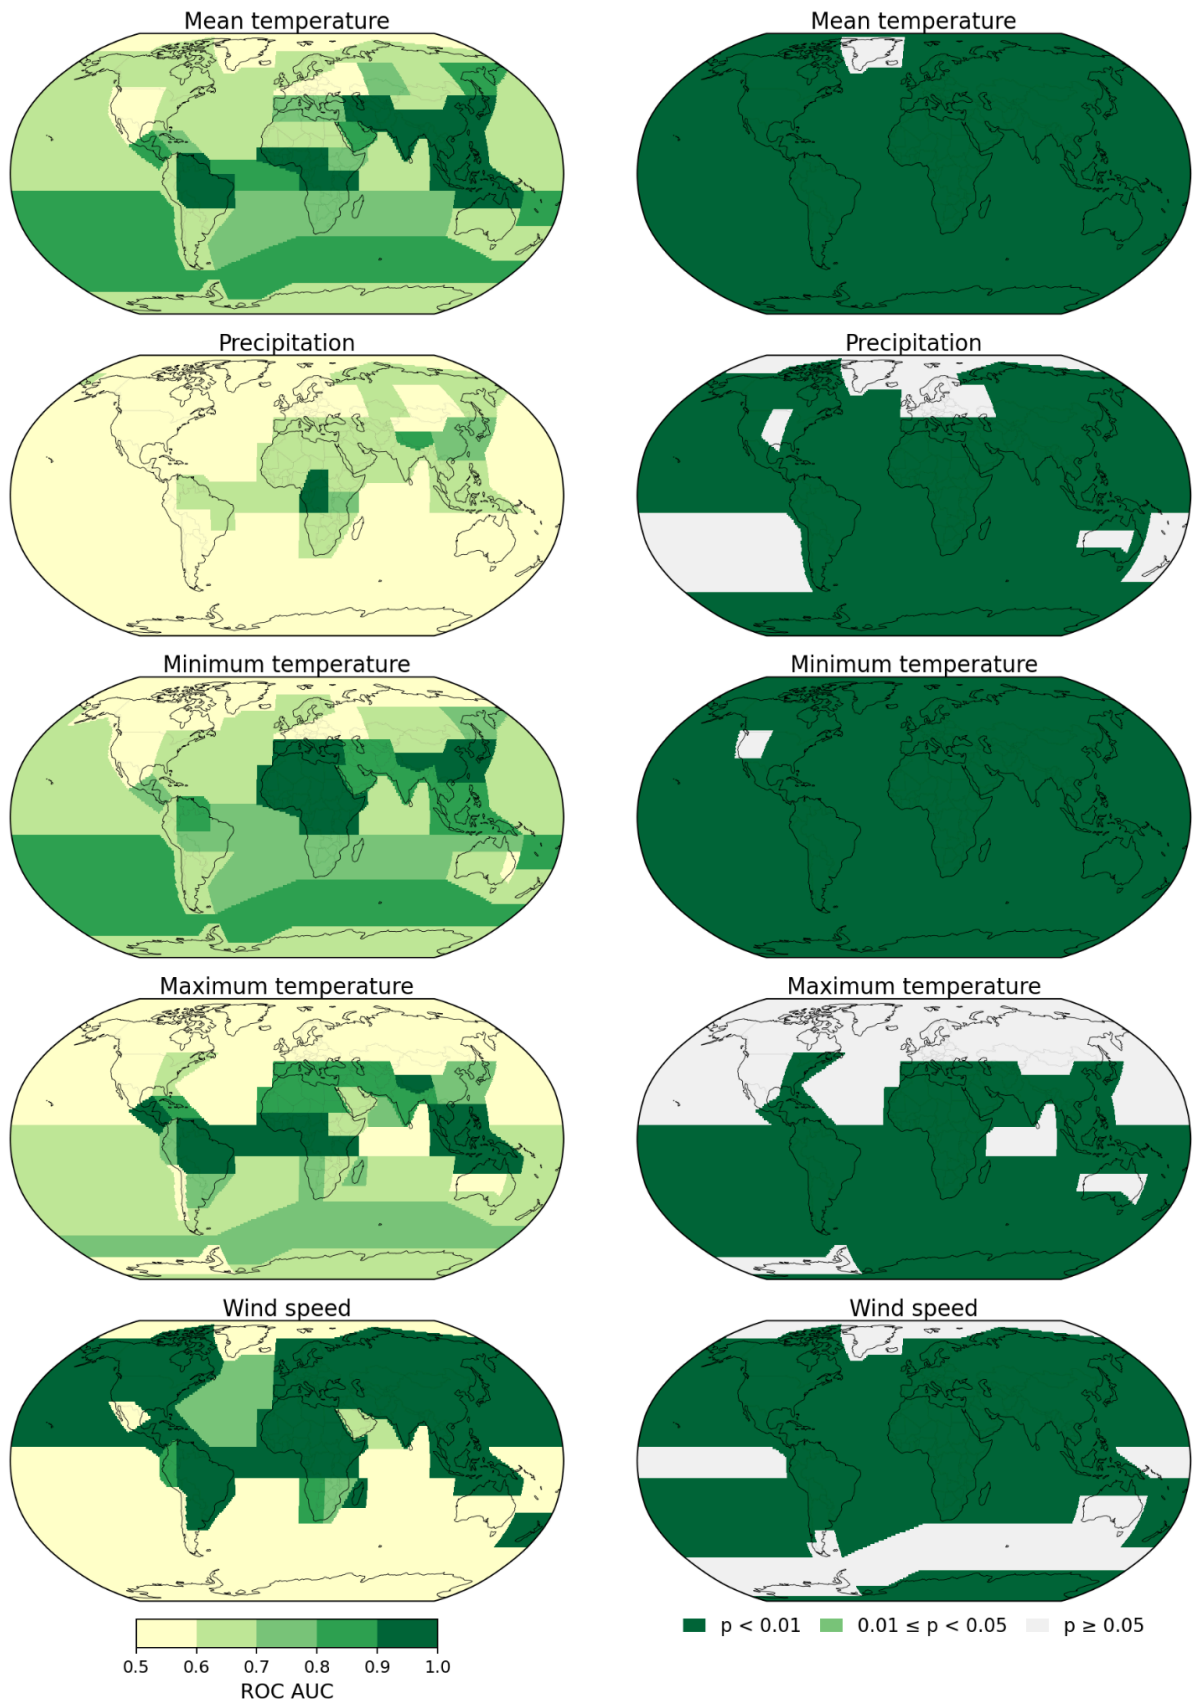 Mean temperature
Mean temperature
Precipitation
Precipitation
Minimum temperature
Minimum temperature
Maximum temperature
Maximum temperature
Wind speed
Wind speed
0.5 0.6 0.7 0.8 0.9 1.0
ROC AUC
p < 0.01 0.01 ≤ p < 0.05 p ≥ 0.05